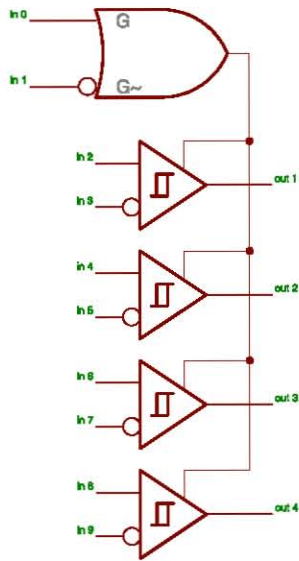 In 0
G
In 1
G~
In 2
out 1
In 3
in 4
out 2
In 5
In 6
out 3
In 7
In 8
out 4
In 9